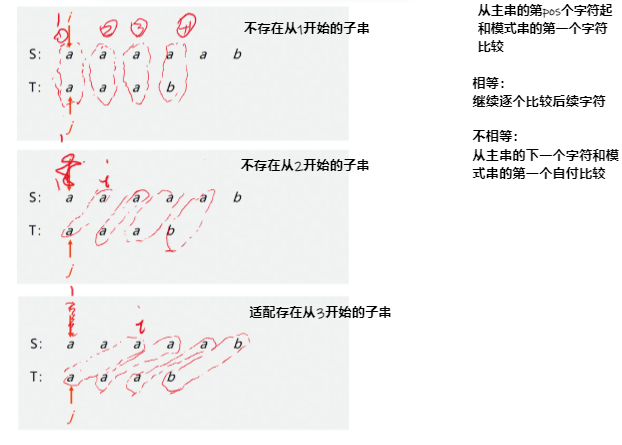 不存在从1开始的子串
1
① ② ③ ④
S: a a a a a b
T: a a a b
j
1
不存在从2开始的子串
i
S: a a a a a b
T: a a a b
j
适配存在从3开始的子串
1
i
S: a a a a a b
T: a a a b
j
从主串的第pos个字符起
和模式串的第一个字符
比较
相等：
继续逐个比较后续字符
不相等：
从主串的下一个字符和模
式串的第一个自付比较